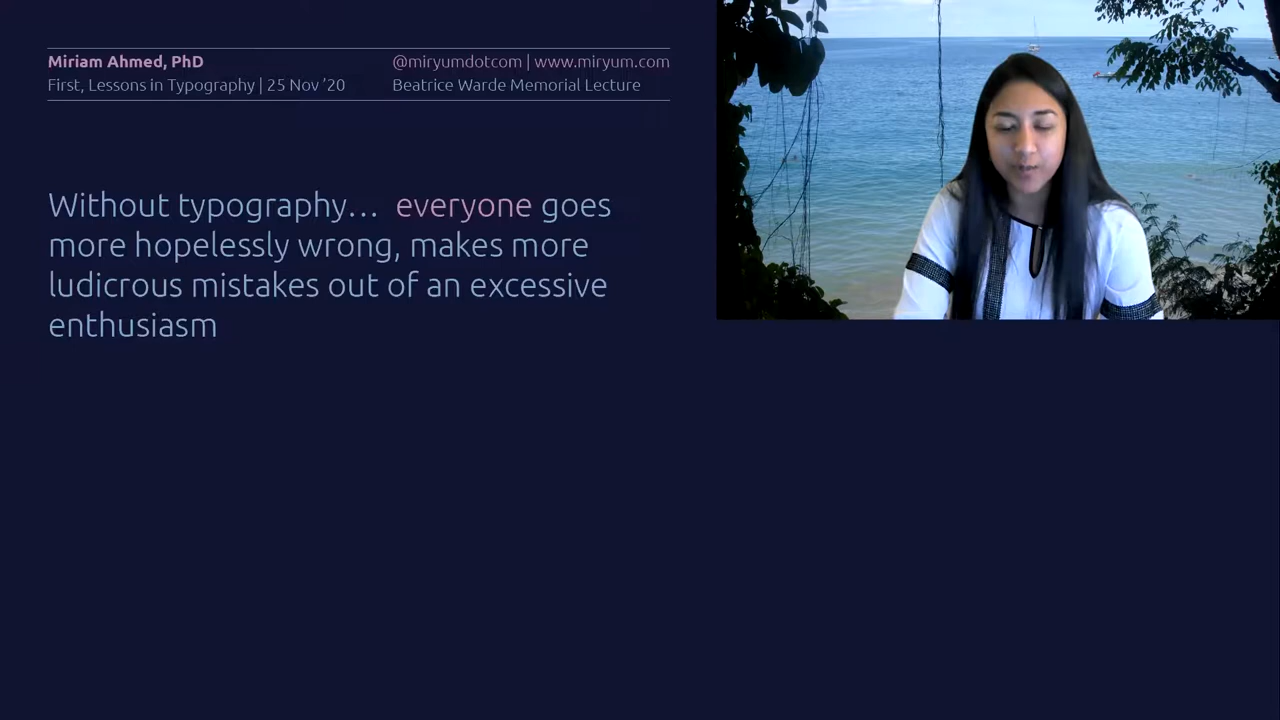 Miriam Ahmed, PhD
First, Lessons in Typography | 25 Nov ’20
@miryumdotcom | www.miryum.com
Beatrice Warde Memorial Lecture
Without typography… everyone goes
more hopelessly wrong, makes more
ludicrous mistakes out of an excessive
enthusiasm